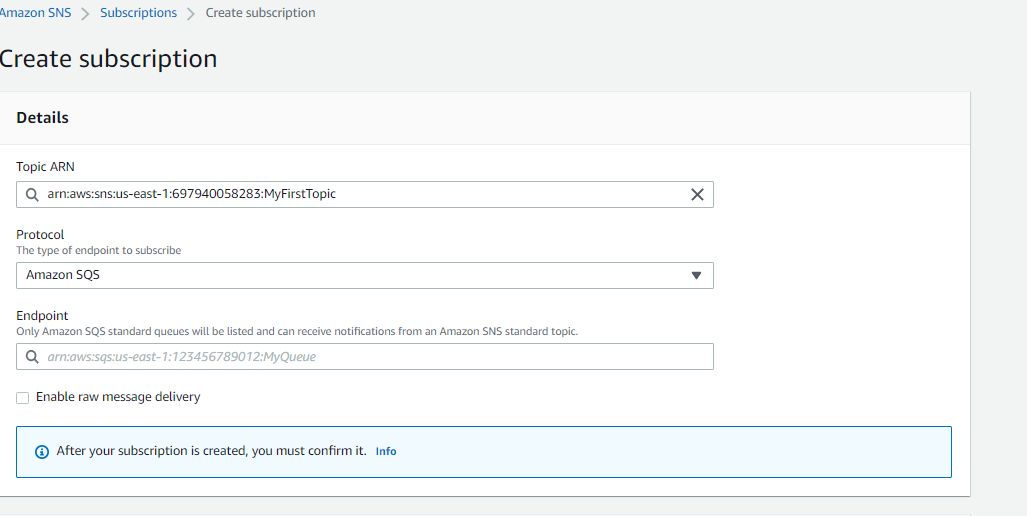 Amazon SNS > Subscriptions > Create subscription
Create subscription
Details
Topic ARN
arn:aws:sns:us-east-1:697940058283:MyFirstTopic
Protocol
The type of endpoint to subscribe
Amazon SQS
Endpoint
Only Amazon SQS standard queues will be listed and can receive notifications from an Amazon SNS standard topic.
arn:aws:sqs:us-east-1:123456789012:MyQueue
Enable raw message delivery
After your subscription is created, you must confirm it. Info